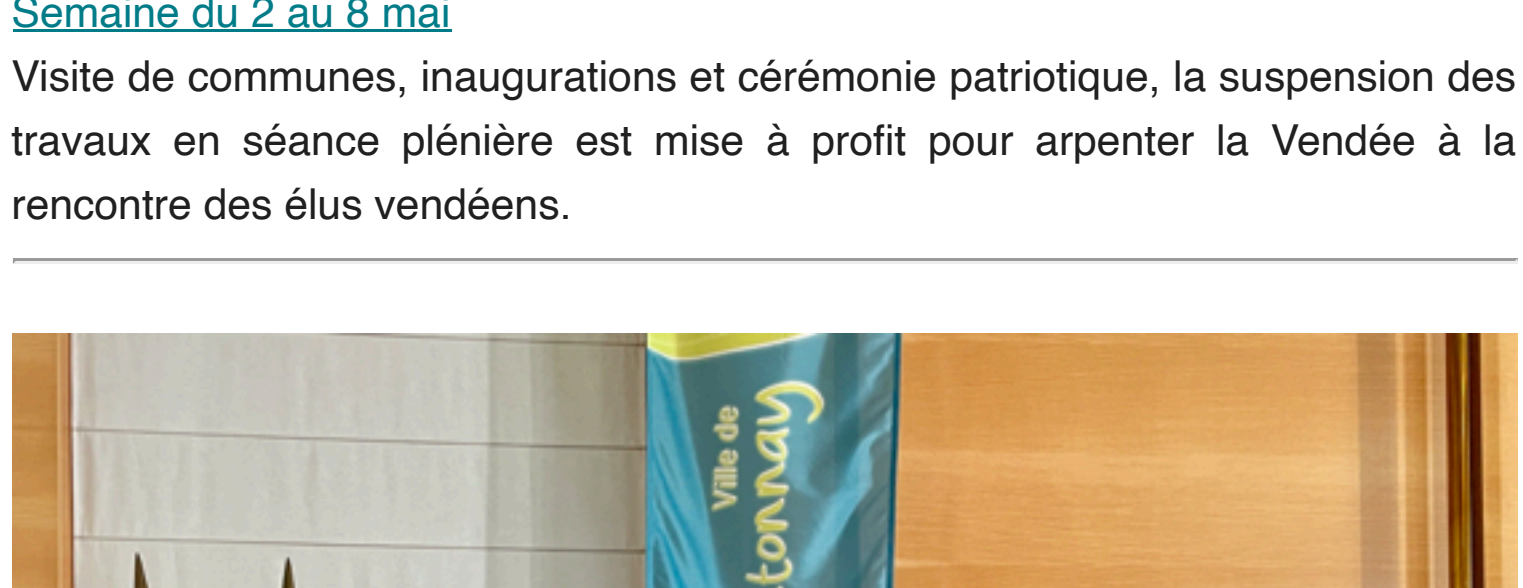 Semaine du 2 au 8 mai
Visite de communes, inaugurations et cérémonie patriotique, la suspension des
travaux en séance plénière est mise à profit pour arpenter la Vendée à la
rencontre des élus vendéens.
Ville de
tonnay